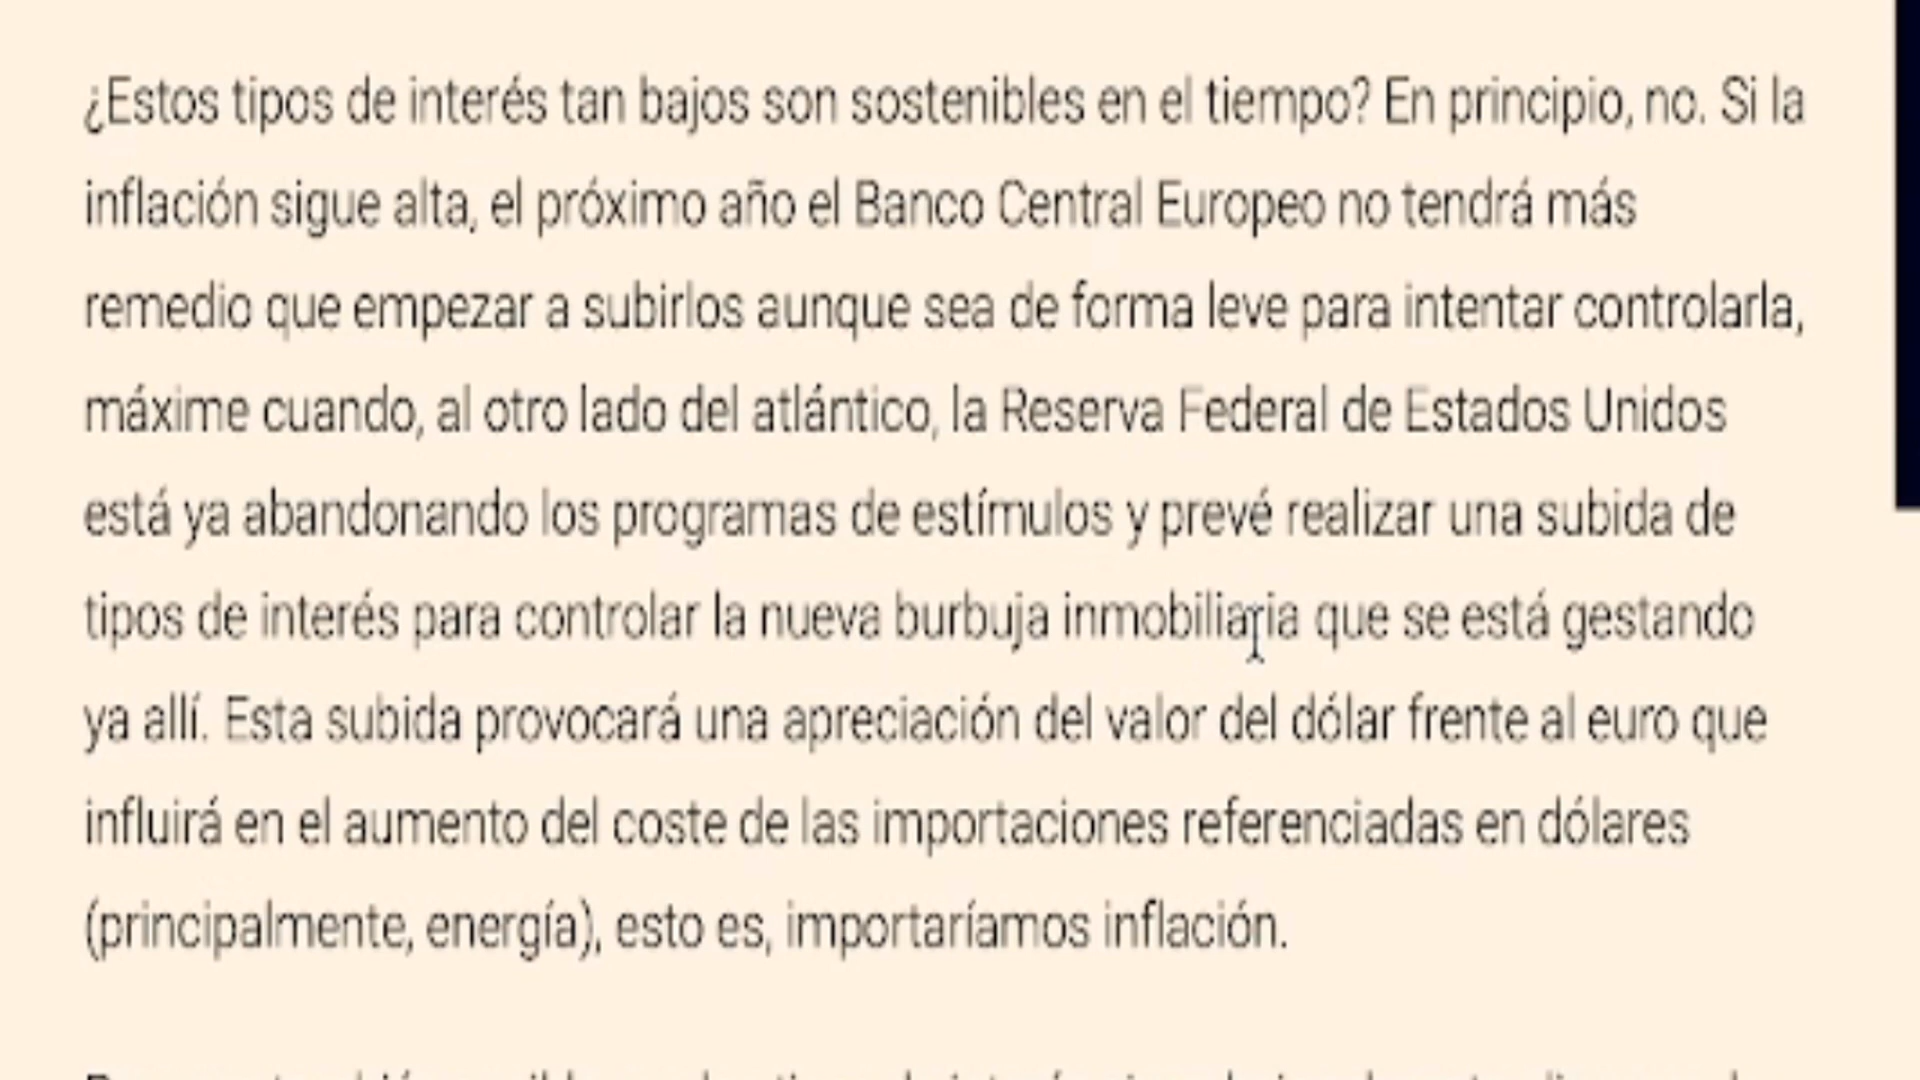 ¿Estos tipos de interés tan bajos son sostenibles en el tiempo? En principio, no. Si la
inflación sigue alta, el próximo año el Banco Central Europeo no tendrá más
remedio que empezar a subirlos aunque sea de forma leve para intentar controlarla,
máxime cuando, al otro lado del atlántico, la Reserva Federal de Estados Unidos
está ya abandonando los programas de estímulos y prevé realizar una subida de
tipos de interés para controlar la nueva burbuja inmobiliaria que se está gestando
ya allí. Esta subida provocará una apreciación del valor del dólar frente al euro que
influirá en el aumento del coste de las importaciones referenciadas en dólares
(principalmente, energía), esto es, importaríamos inflación.